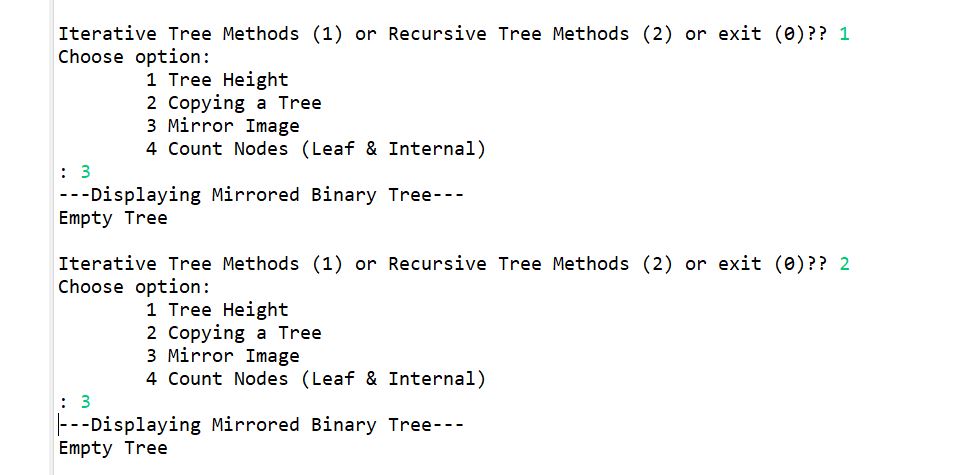 Iterative Tree Methods (1) or Recursive Tree Methods (2) or exit (0)?? 1
Choose option:
1 Tree Height
2 Copying a Tree
3 Mirror Image
4 Count Nodes (Leaf & Internal)
: 3
---Displaying Mirrored Binary Tree---
Empty Tree
Iterative Tree Methods (1) or Recursive Tree Methods (2) or exit (0)?? 2
Choose option:
1 Tree Height
2 Copying a Tree
3 Mirror Image
4 Count Nodes (Leaf & Internal)
: 3
---Displaying Mirrored Binary Tree---
Empty Tree